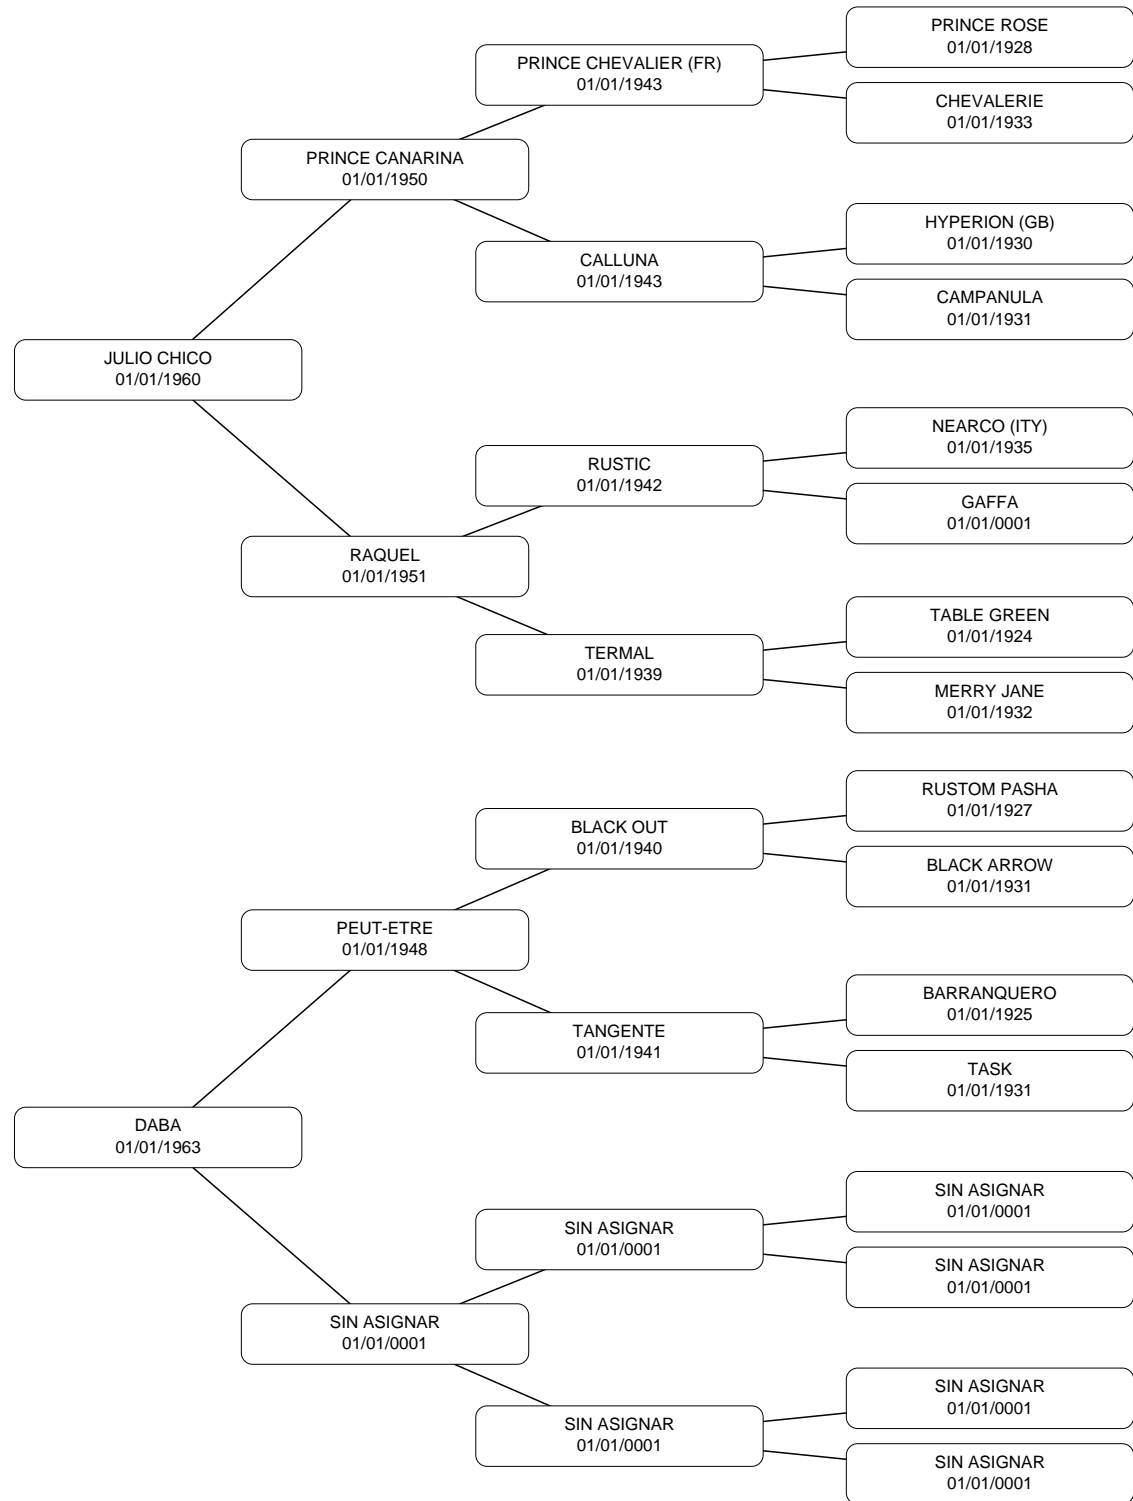 PRINCE ROSE
01/01/1928
PRINCE CHEVALIER (FR)
01/01/1943
CHEVALERIE
01/01/1933
PRINCE CANARINA
01/01/1950
HYPERION (GB)
01/01/1930
CALLUNA
01/01/1943
CAMPANULA
01/01/1931
JULIO CHICO
01/01/1960
NEARCO (ITY)
01/01/1935
RUSTIC
01/01/1942
GAFFA
01/01/0001
RAQUEL
01/01/1951
TABLE GREEN
01/01/1924
TERMAL
01/01/1939
MERRY JANE
01/01/1932
RUSTOM PASHA
01/01/1927
BLACK OUT
01/01/1940
BLACK ARROW
01/01/1931
PEUT-ETRE
01/01/1948
BARRANQUERO
01/01/1925
TANGENTE
01/01/1941
TASK
01/01/1931
DABA
01/01/1963
SIN ASIGNAR
01/01/0001
SIN ASIGNAR
01/01/0001
SIN ASIGNAR
01/01/0001
SIN ASIGNAR
01/01/0001
SIN ASIGNAR
01/01/0001
SIN ASIGNAR
01/01/0001
SIN ASIGNAR
01/01/0001